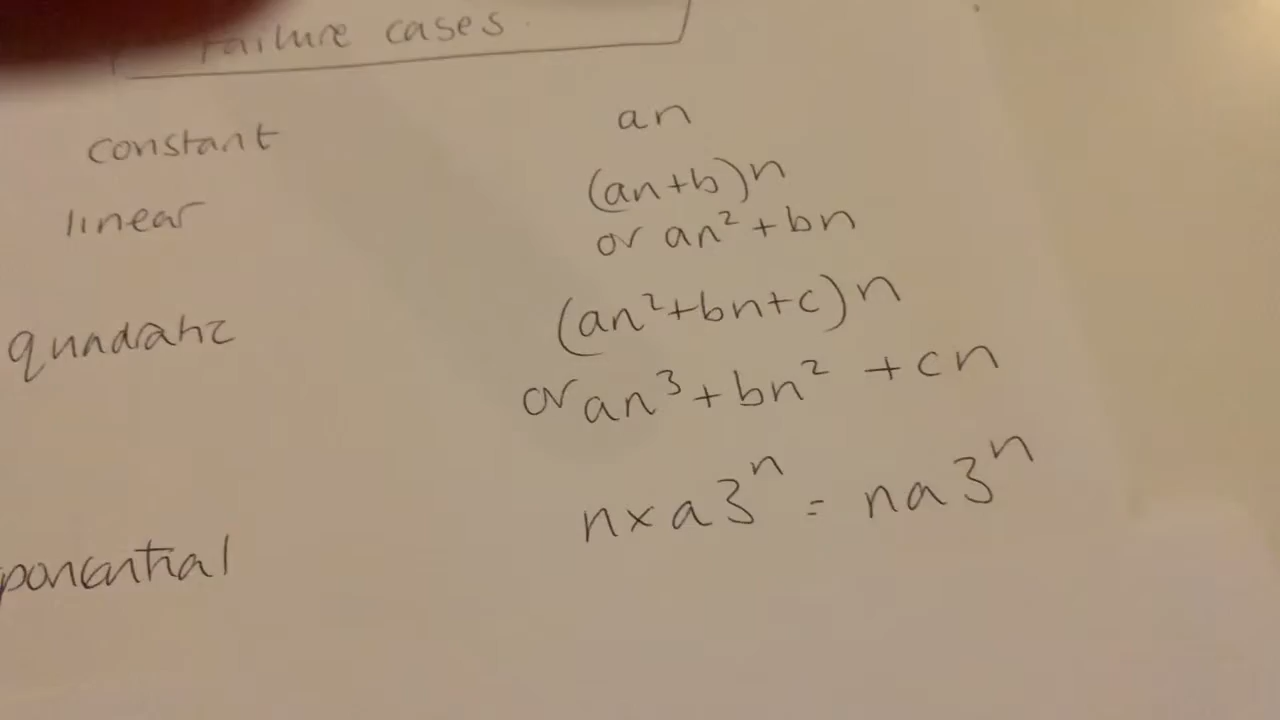 failure cases.
constant an
linear (an+b)n
or an²+bn
quadratic (an²+bn+c)n
or an³+bn²+cn
ponential n×a3ⁿ = na3ⁿ